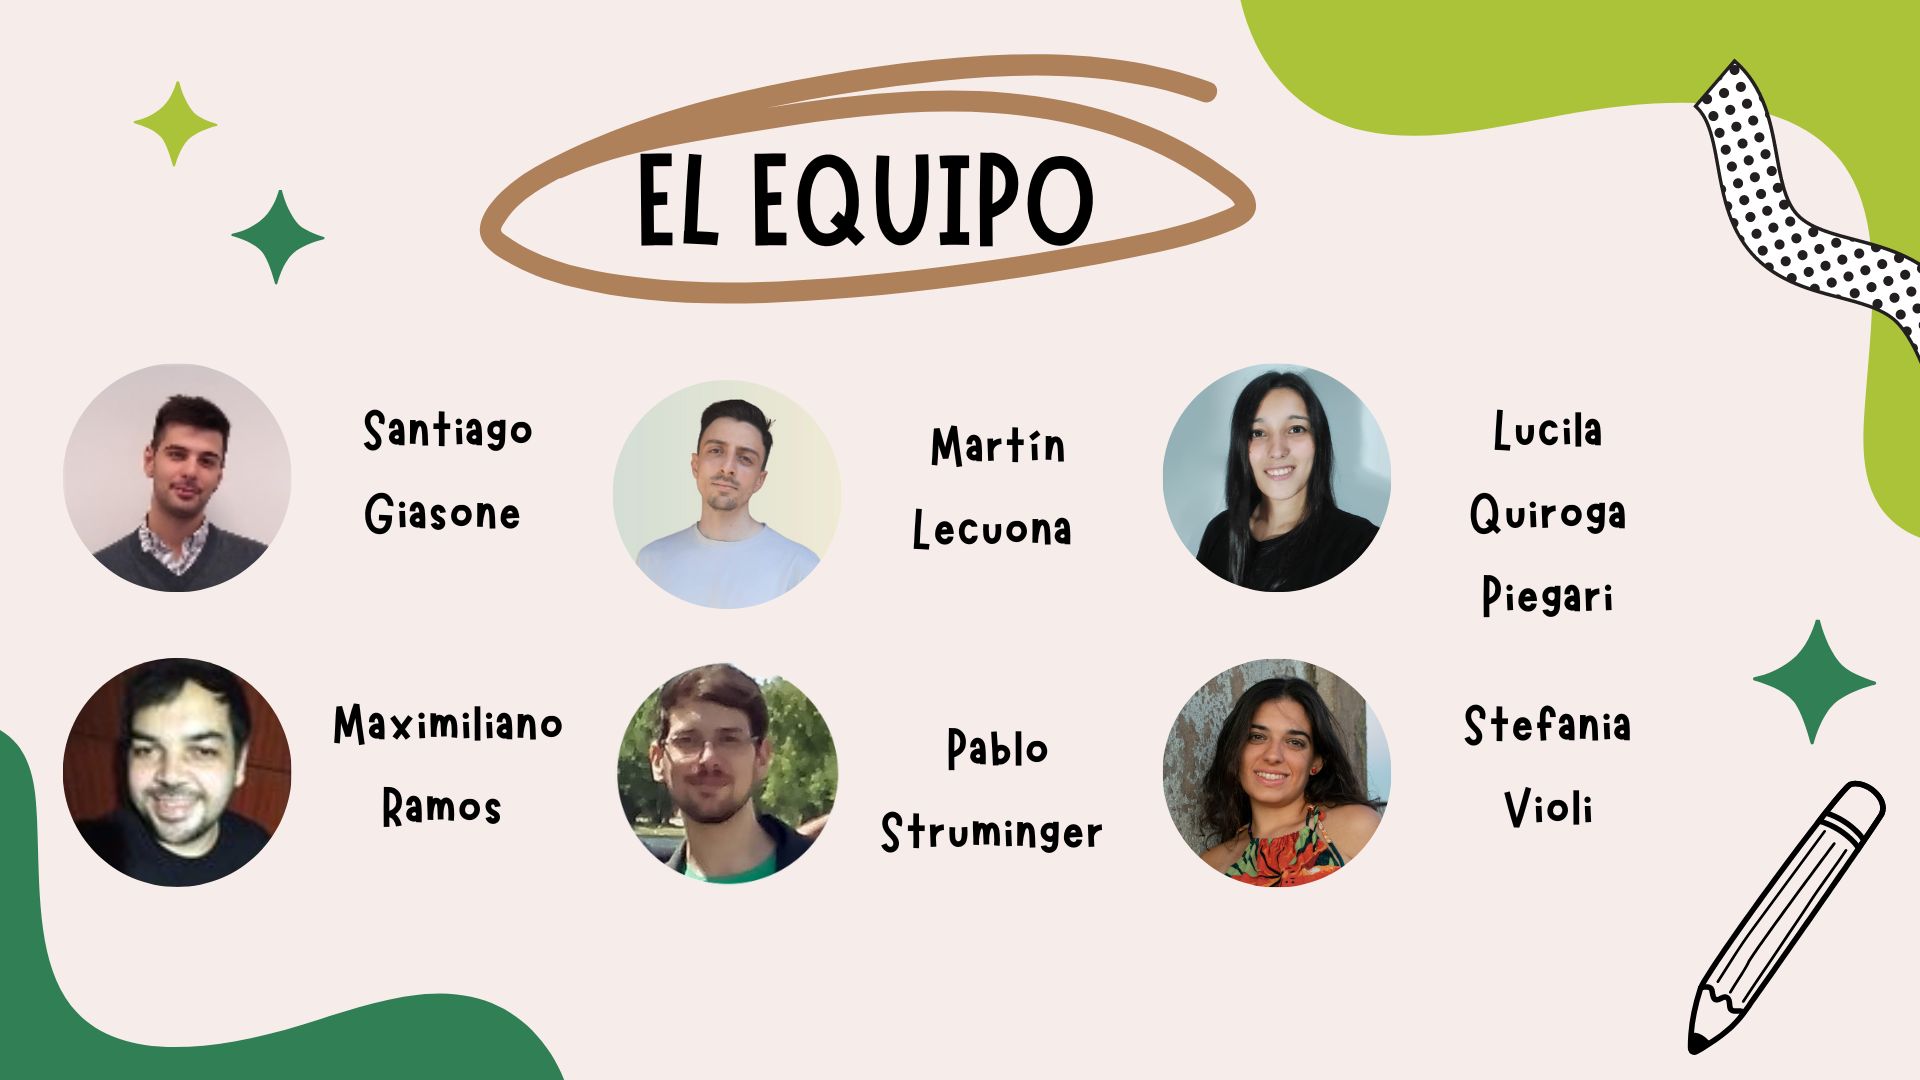 EL EQUIPO
Santiago
Giasone
Martín
Lecuona
Lucila
Quiroga
Piegari
Maximiliano
Ramos
Pablo
Struminger
Stefania
Violi